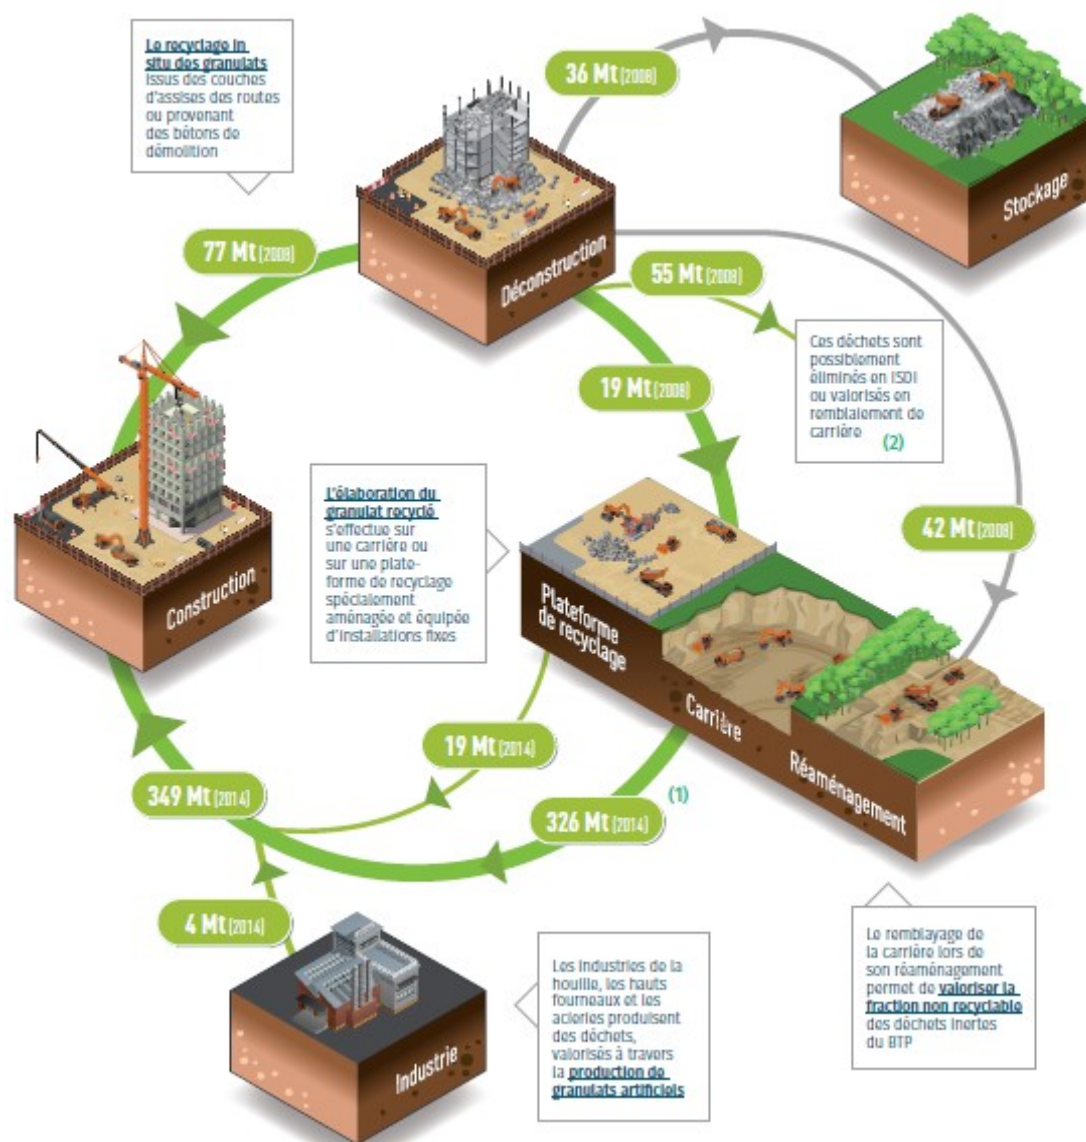 Le recyclage in
situ des granulats
issus des couches
d'assises des routes
ou provenant
des bétons de
démolition
36 Mt (2008)
Stockage
77 Mt (2008)
Déconstruction
55 Mt (2008)
Ces déchets sont
possiblement
éliminés en ISDI
ou valorisés en
remblaiement de
carrière (2)
19 Mt (2008)
L'élaboration du
granulat recyclé
s'effectue sur
une carrière ou
sur une plate-
forme de recyclage
spécialement
aménagée et équipée
d'installations fixes
42 Mt (2008)
Construction
Plateforme
de recyclage
Carrière
Réaménagement
19 Mt (2014)
349 Mt (2014)
326 Mt (2014)
(1)
4 Mt (2014)
Industrie
Les industries de la
houille, les hauts
fourneaux et les
aciéries produisent
des déchets,
valorisés à travers
la production de
granulats artificiels
Le remblayage de
la carrière lors de
son réaménagement
permet de valoriser la
fraction non recyclable
des déchets inertes
du BTP